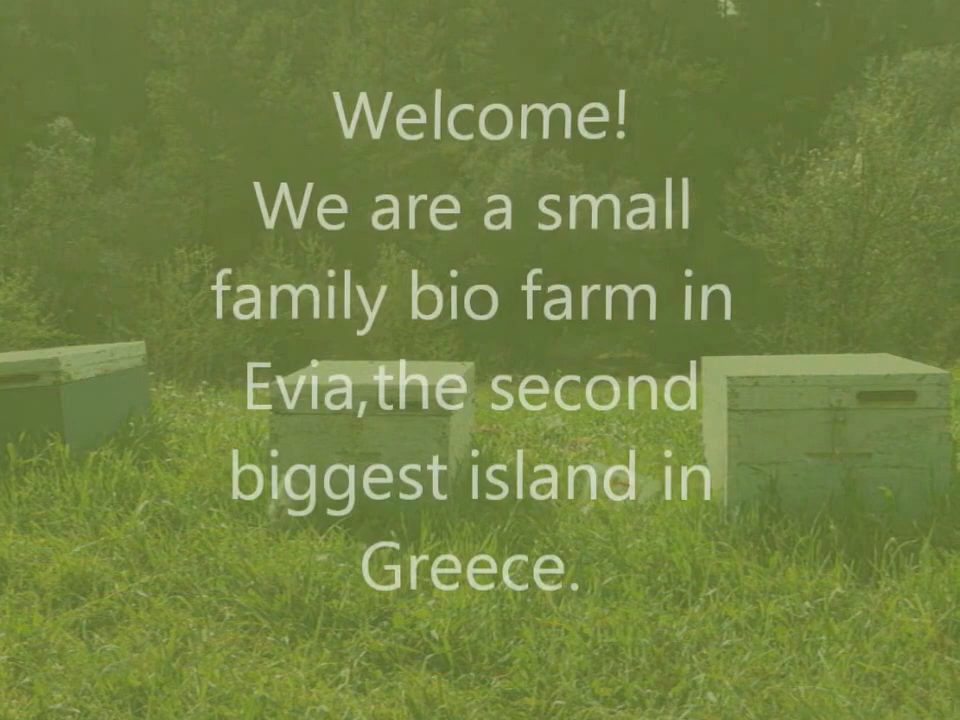 Welcome!
We are a small
family bio farm in
Evia,the second
biggest island in
Greece.